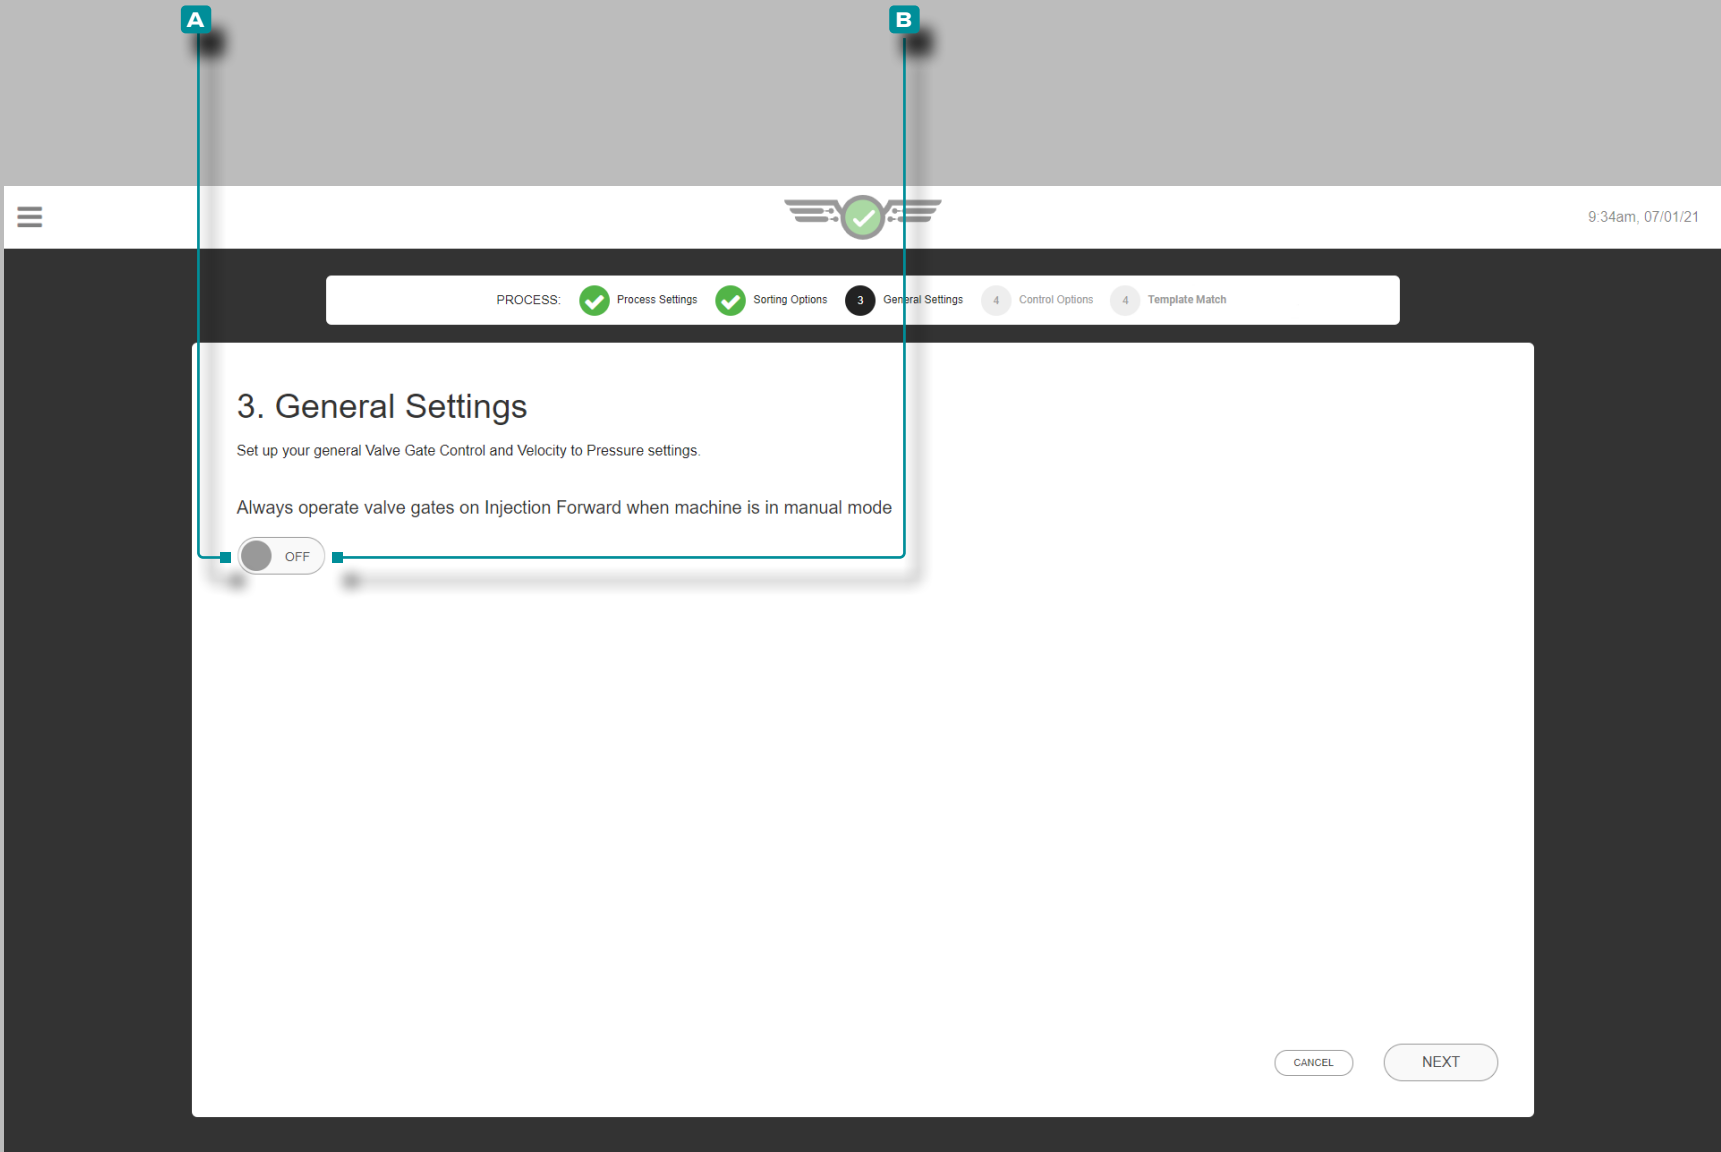 A
B
9:34am, 07/01/21
PROCESS: Process Settings Sorting Options 3 General Settings 4 Control Options 4 Template Match
3. General Settings
Set up your general Valve Gate Control and Velocity to Pressure settings.
Always operate valve gates on Injection Forward when machine is in manual mode
OFF
CANCEL
NEXT